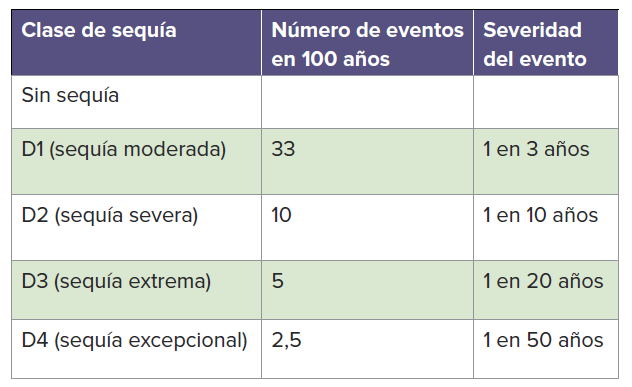 Clase de sequía Número de eventos Severidad
en 100 años del evento
Sin sequía
D1 (sequía moderada) 33 1 en 3 años
D2 (sequía severa) 10 1 en 10 años
D3 (sequía extrema) 5 1 en 20 años
D4 (sequía excepcional) 2,5 1 en 50 años